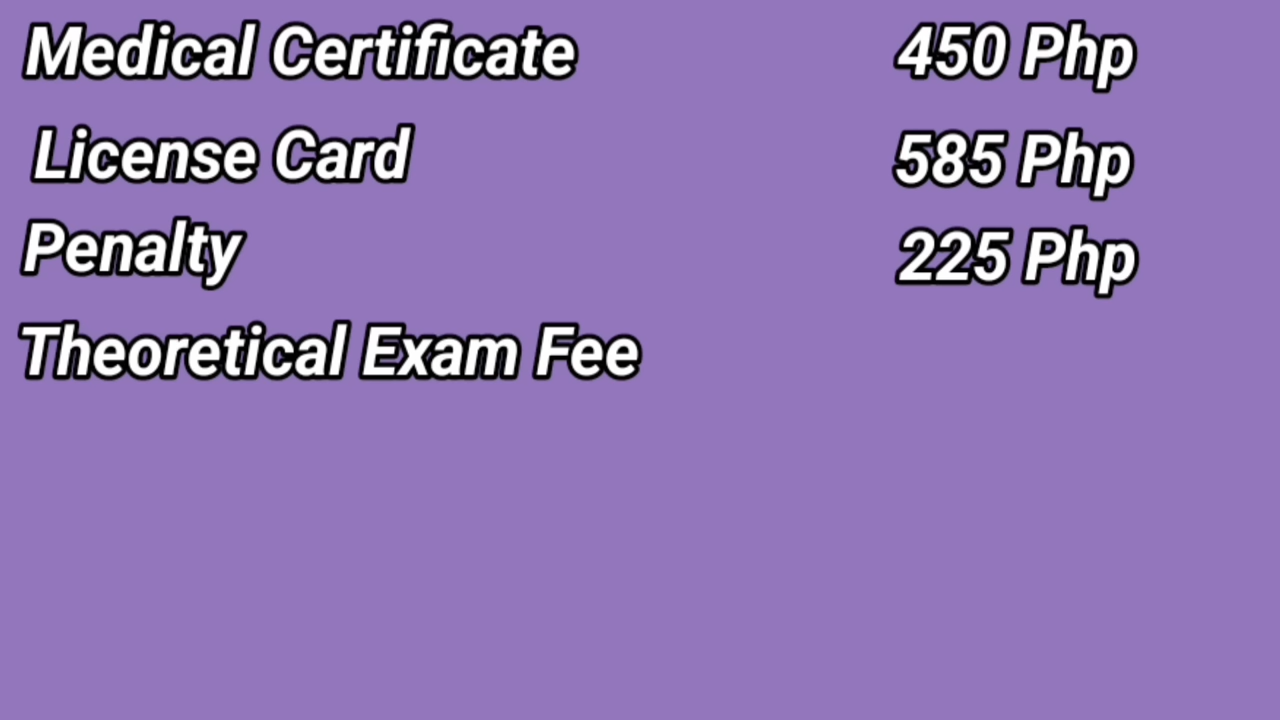 Medical Certificate 450 Php
License Card 585 Php
Penalty 225 Php
Theoretical Exam Fee